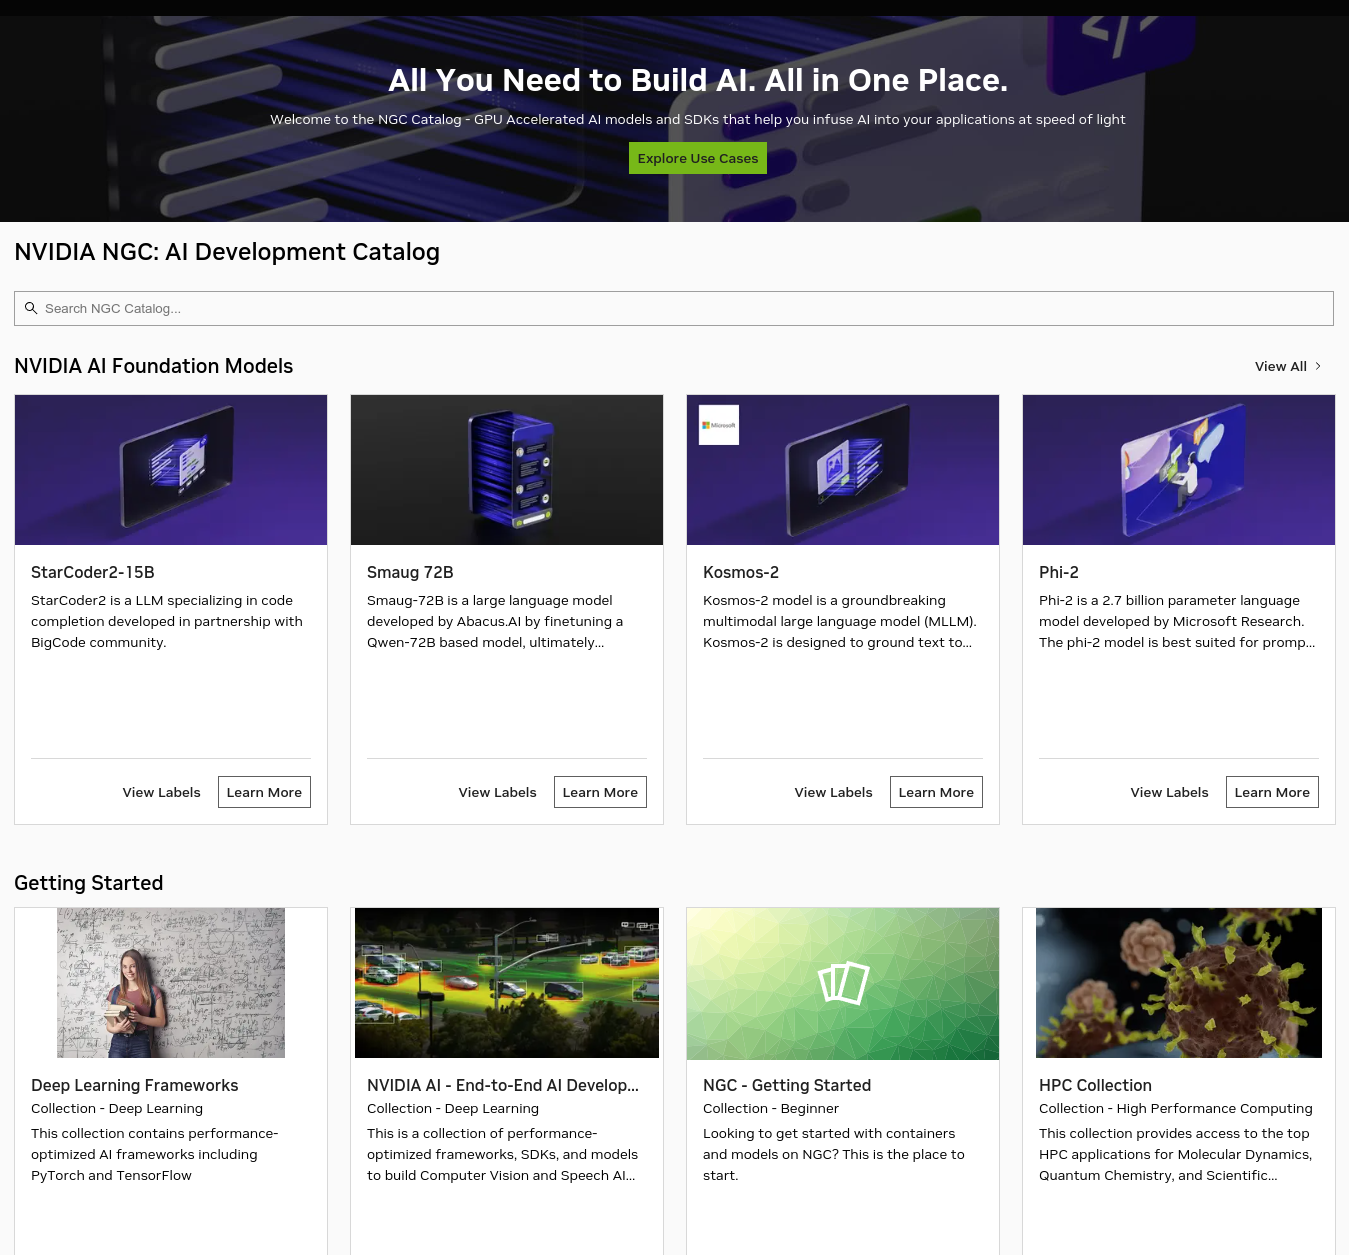 All You Need to Build AI. All in One Place.
Welcome to the NGC Catalog - GPU Accelerated AI models and SDKs that help you infuse AI into your applications at speed of light
Explore Use Cases
NVIDIA NGC: AI Development Catalog
Search NGC Catalog...
NVIDIA AI Foundation Models
View All
Microsoft
StarCoder2-15B
StarCoder2 is a LLM specializing in code
completion developed in partnership with
BigCode community.
View Labels
Learn More
Smaug 72B
Smaug-72B is a large language model
developed by Abacus.AI by finetuning a
Qwen-72B based model, ultimately...
View Labels
Learn More
Kosmos-2
Kosmos-2 model is a groundbreaking
multimodal large language model (MLLM).
Kosmos-2 is designed to ground text to...
View Labels
Learn More
Phi-2
Phi-2 is a 2.7 billion parameter language
model developed by Microsoft Research.
The phi-2 model is best suited for promp...
View Labels
Learn More
Getting Started
Deep Learning Frameworks
Collection - Deep Learning
This collection contains performance-
optimized AI frameworks including
PyTorch and TensorFlow
NVIDIA AI - End-to-End AI Develop...
Collection - Deep Learning
This is a collection of performance-
optimized frameworks, SDKs, and models
to build Computer Vision and Speech AI...
NGC - Getting Started
Collection - Beginner
Looking to get started with containers
and models on NGC? This is the place to
start.
HPC Collection
Collection - High Performance Computing
This collection provides access to the top
HPC applications for Molecular Dynamics,
Quantum Chemistry, and Scientific...